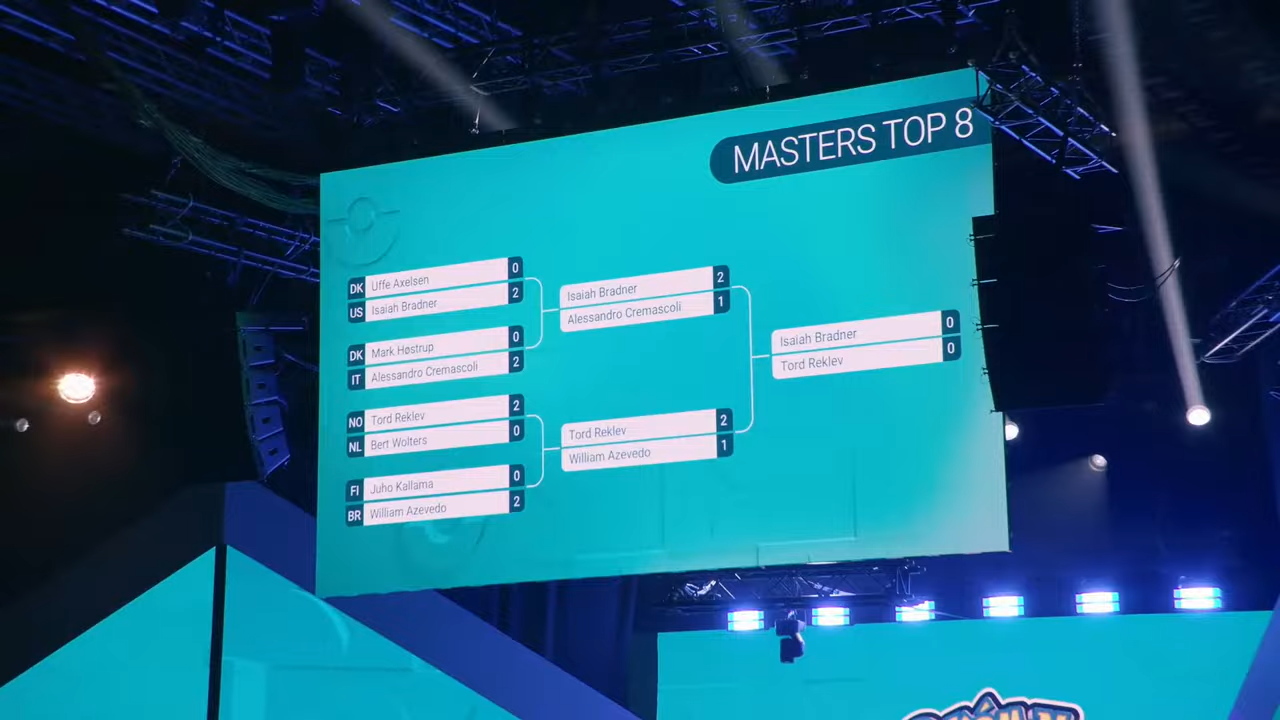 MASTERS TOP 8
DK Uffe Axelsen 0
US Isaiah Bradner 2
DK Mark Høstrup 0
IT Alessandro Cremascoli 2
NO Tord Reklev 2
NL Bert Wolters 0
FI Juho Kallama 0
BR William Azevedo 2
Isaiah Bradner 2
Alessandro Cremascoli 1
Tord Reklev 2
William Azevedo 1
Isaiah Bradner 0
Tord Reklev 0